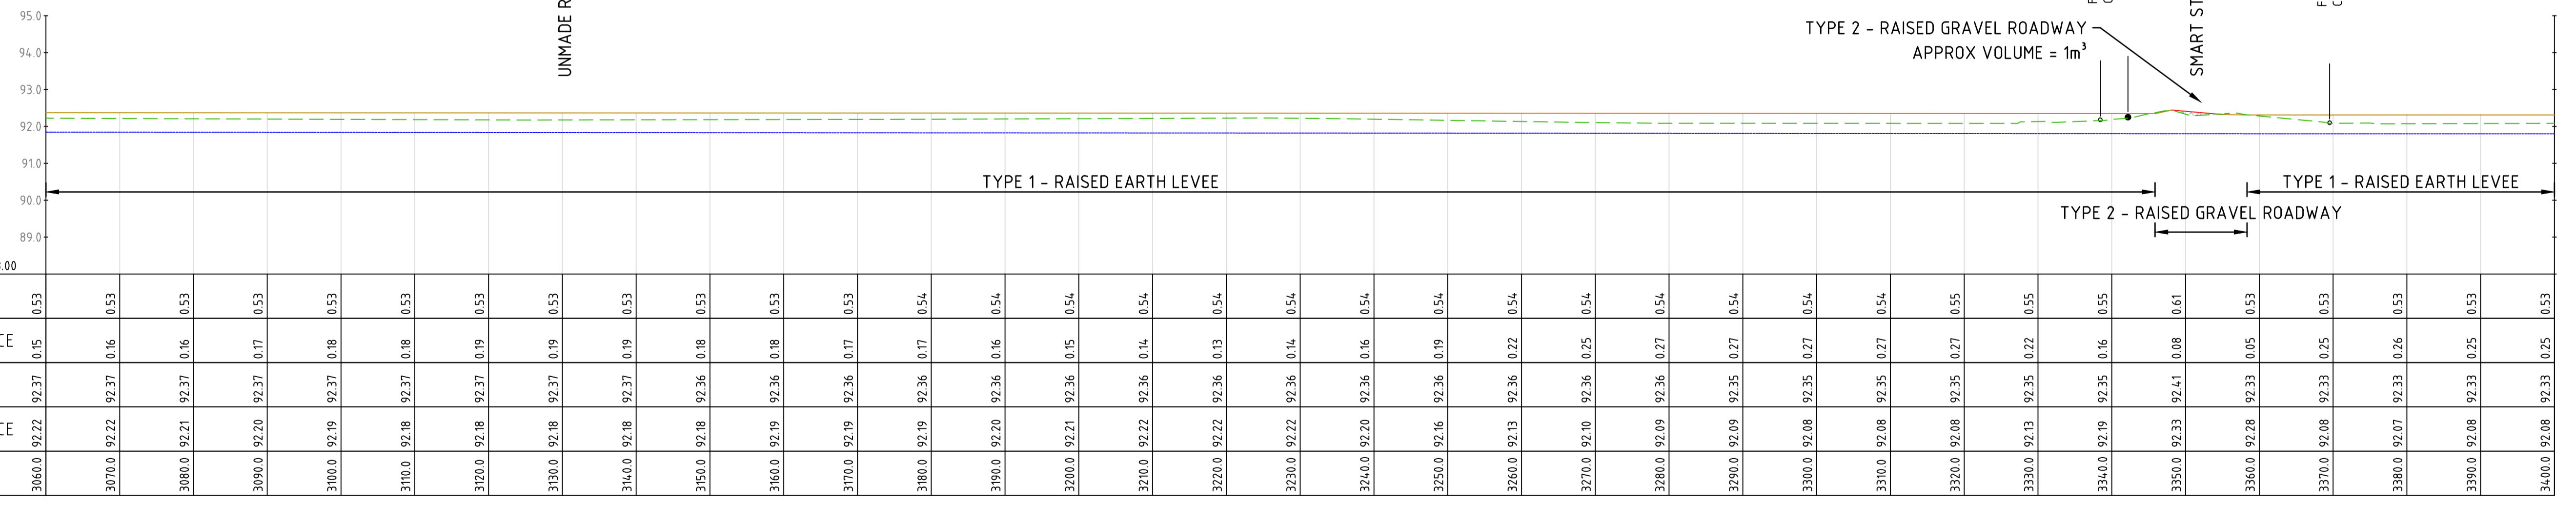 95.0
94.0
93.0
92.0
91.0
90.0
89.0
UNMADE R
TYPE 2 - RAISED GRAVEL ROADWAY
APPROX VOLUME = 1m³
SMART ST
TYPE 1 - RAISED EARTH LEVEE
TYPE 1 - RAISED EARTH LEVEE
TYPE 2 - RAISED GRAVEL ROADWAY
.00
0.53 0.53 0.53 0.53 0.53 0.53 0.53 0.53 0.53 0.53 0.53 0.53 0.54 0.54 0.54 0.54 0.54 0.54 0.54 0.54 0.54 0.54 0.54 0.54 0.54 0.54 0.55 0.55 0.55 0.61 0.53 0.53 0.53 0.53 0.53
CE 0.15 0.16 0.16 0.17 0.18 0.18 0.19 0.19 0.19 0.18 0.18 0.17 0.17 0.16 0.15 0.14 0.13 0.14 0.16 0.19 0.22 0.25 0.27 0.27 0.27 0.27 0.27 0.22 0.16 0.08 0.05 0.25 0.26 0.25 0.25
92.37 92.37 92.37 92.37 92.37 92.37 92.37 92.37 92.37 92.36 92.36 92.36 92.36 92.36 92.36 92.36 92.36 92.36 92.36 92.36 92.36 92.36 92.36 92.35 92.35 92.35 92.35 92.35 92.35 92.41 92.33 92.33 92.33 92.33 92.33
CE 92.22 92.22 92.21 92.20 92.19 92.18 92.18 92.18 92.18 92.18 92.19 92.19 92.19 92.20 92.21 92.22 92.22 92.22 92.20 92.16 92.13 92.10 92.09 92.09 92.08 92.08 92.08 92.13 92.19 92.33 92.28 92.08 92.07 92.08 92.08
3060.0 3070.0 3080.0 3090.0 3100.0 3110.0 3120.0 3130.0 3140.0 3150.0 3160.0 3170.0 3180.0 3190.0 3200.0 3210.0 3220.0 3230.0 3240.0 3250.0 3260.0 3270.0 3280.0 3290.0 3300.0 3310.0 3320.0 3330.0 3340.0 3350.0 3360.0 3370.0 3380.0 3390.0 3400.0